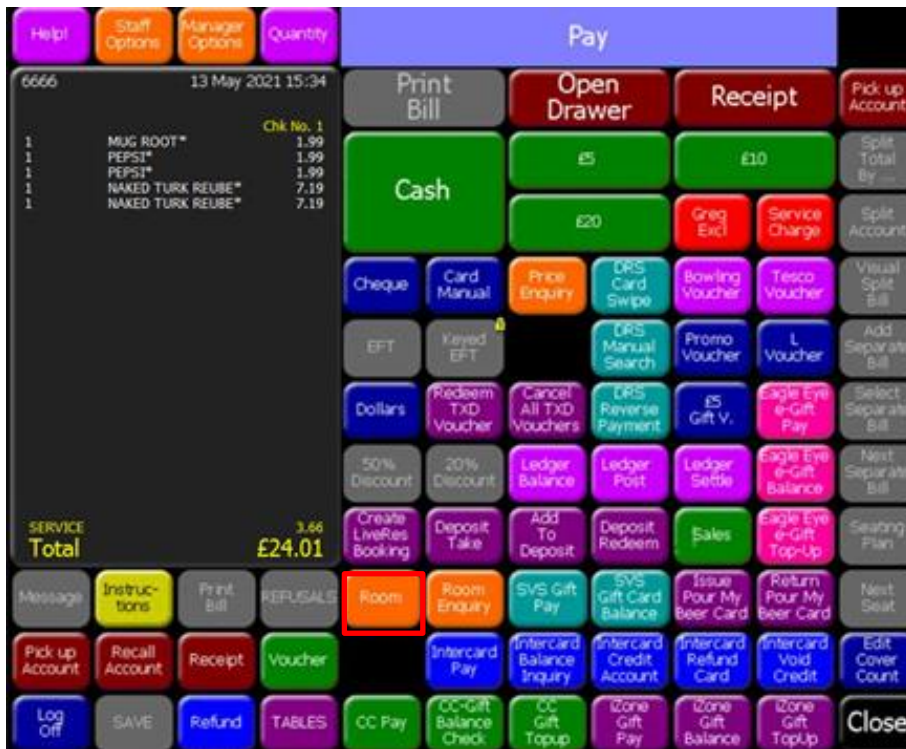 Help!
Staff Options
Manager Options
Quantity
Pay
6666 13 May 2021 15:34
Chk No. 1
1 MUG ROOT* 1.99
1 PEPSI* 1.99
1 PEPSI* 1.99
1 NAKED TURK REUBE* 7.19
1 NAKED TURK REUBE* 7.19
SERVICE 3.66
Total £24.01
Print Bill
Open Drawer
Receipt
Pick up Account
Cash
£5
£10
Split Total By ...
£20
Greg Excl
Service Charge
Split Account
Cheque
Card Manual
Price Enquiry
DRS Card Swipe
Bowling Voucher
Tesco Voucher
Visual Split Bill
EFT
Keyed EFT
DRS Manual Search
Promo Voucher
L Voucher
Add Separate Bill
Dollars
Redeem TXD Voucher
Cancel All TXD Vouchers
DRS Reverse Payment
£5 Gift V.
Eagle Eye e-Gift Pay
Select Separate Bill
50% Discount
20% Discount
Ledger Balance
Ledger Post
Ledger Settle
Eagle Eye e-Gift Balance
Next Separate Bill
Create LiveRes Booking
Deposit Take
Add To Deposit
Deposit Redeem
Sales
Eagle Eye e-Gift Top-Up
Seating Plan
Message
Instruc-tions
Print Bill
REFUSALS
Room
Room Enquiry
SVS Gift Pay
SVS Gift Card Balance
Issue Pour My Beer Card
Return Pour My Beer Card
Next Seat
Pick up Account
Recall Account
Receipt
Voucher
Intercard Pay
Intercard Balance Inquiry
Intercard Credit Account
Intercard Refund Card
Intercard Void Credit
Edit Cover Count
Log Off
SAVE
Refund
TABLES
CC Pay
CC-Gift Balance Check
CC Gift Topup
iZone Gift Pay
iZone Gift Balance
iZone Gift TopUp
Close